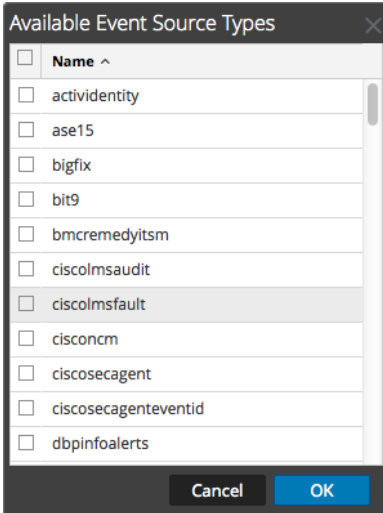 Available Event Source Types
Name
actividentity
ase15
bigfix
bit9
bmcremedyitsm
ciscolmsaudit
ciscolmsfault
cisconcm
ciscosecagent
ciscosecagenteventid
dbpinfoalerts
Cancel OK